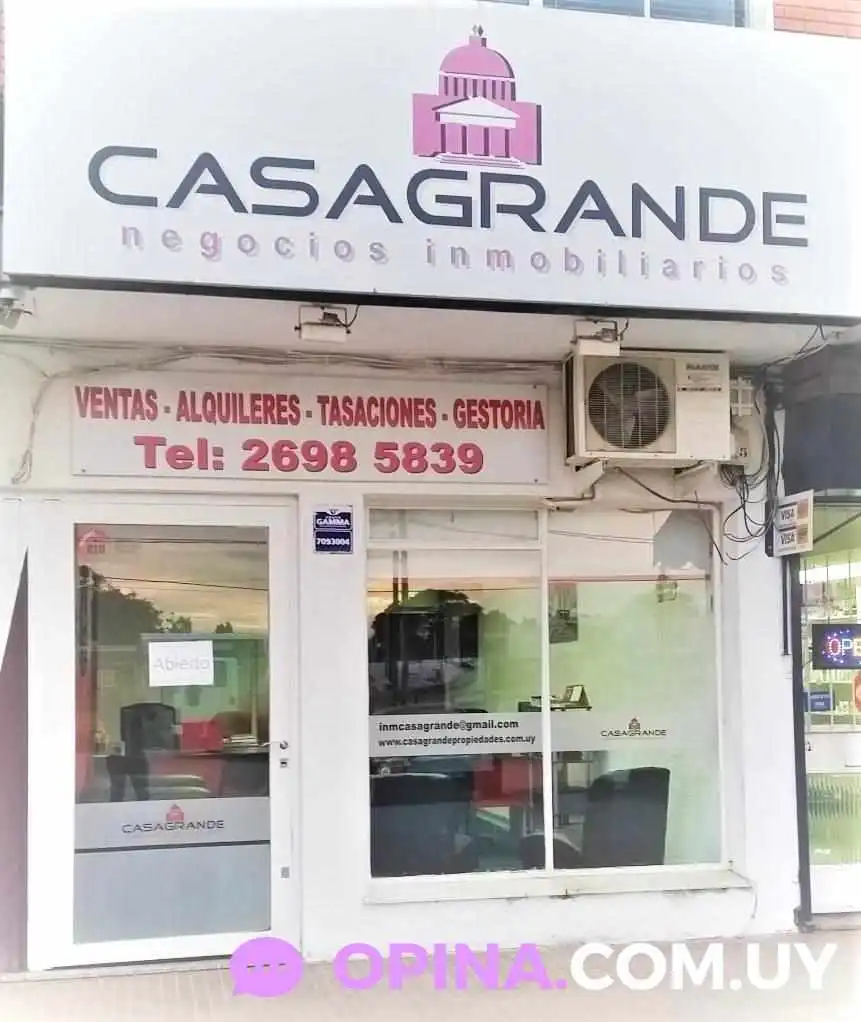 CASAGRANDE
negocios inmobiliarios
VENTAS - ALQUILERES - TASACIONES - GESTORIA
Tel: 2698 5839
GAMMA
7093004
VISA
VISA
Abierto
OPE
inmcasagrande@gmail.com
www.casagrandepropiedades.com.uy
CASAGRANDE
CASAGRANDE
OPINA.COM.UY